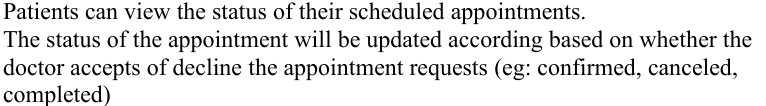 Patients can view the status of their scheduled appointments.
The status of the appointment will be updated according based on whether the
doctor accepts of decline the appointment requests (eg: confirmed, canceled,
completed)